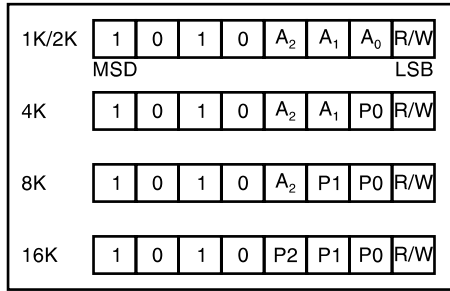 1K/2K 1 0 1 0 A₂ A₁ A₀ R/W
MSD LSB
4K 1 0 1 0 A₂ A₁ P0 R/W
8K 1 0 1 0 A₂ P1 P0 R/W
16K 1 0 1 0 P2 P1 P0 R/W